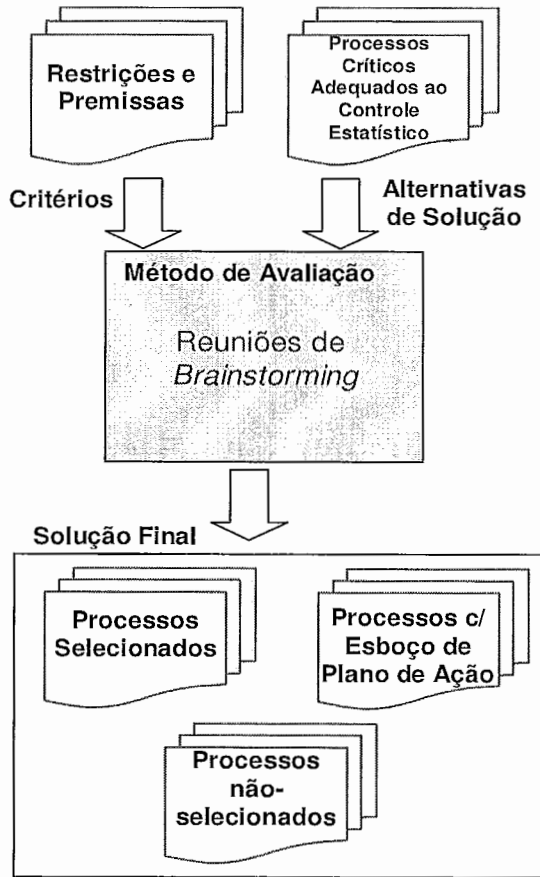 Restrições e
Premissas
Processos
Críticos
Adequados ao
Controle
Estatístico
Critérios
Alternativas
de Solução
Método de Avaliação
Reuniões de
Brainstorming
Solução Final
Processos
Selecionados
Processos c/
Esboço de
Plano de Ação
Processos
não-
selecionados